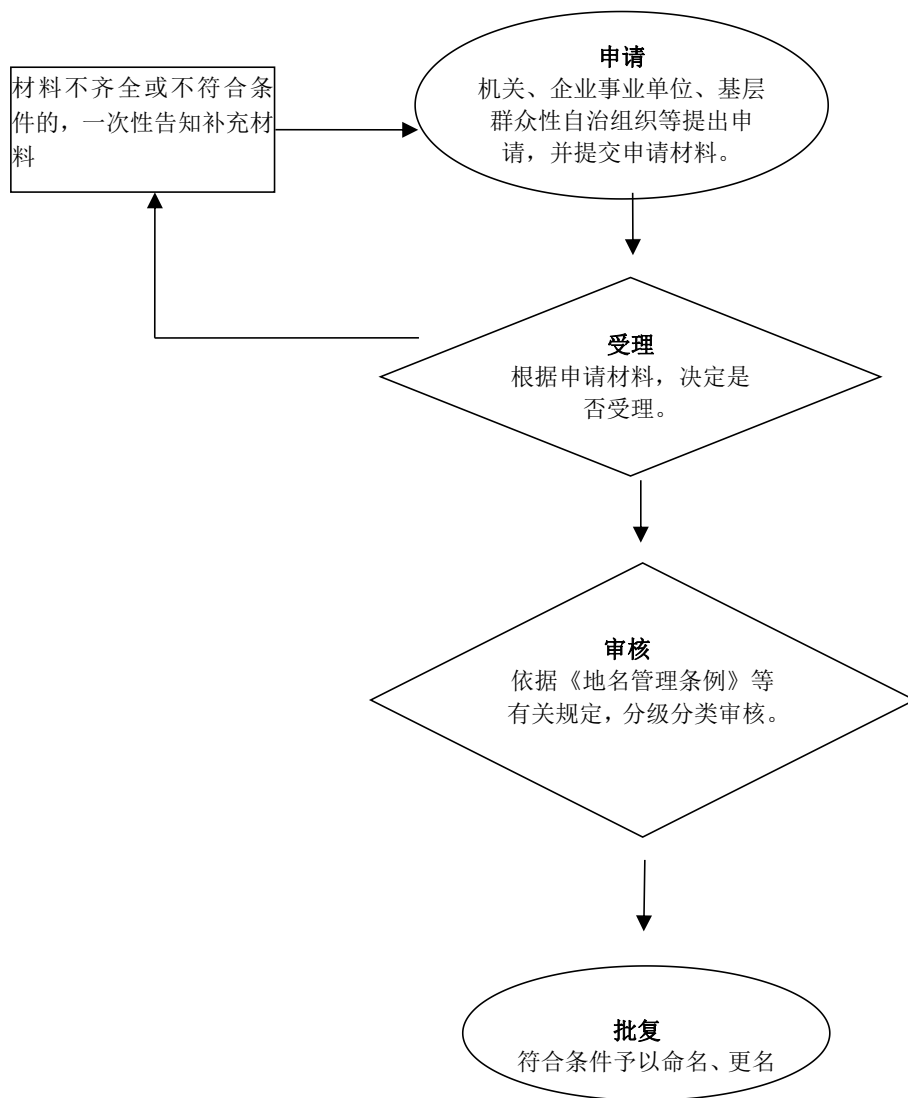 申请
机关、企业事业单位、基层
群众性自治组织等提出申
请，并提交申请材料。
材料不齐全或不符合条
件的，一次性告知补充材
料
受理
根据申请材料，决定是
否受理。
审核
依据《地名管理条例》等
有关规定，分级分类审核。
批复
符合条件予以命名、更名